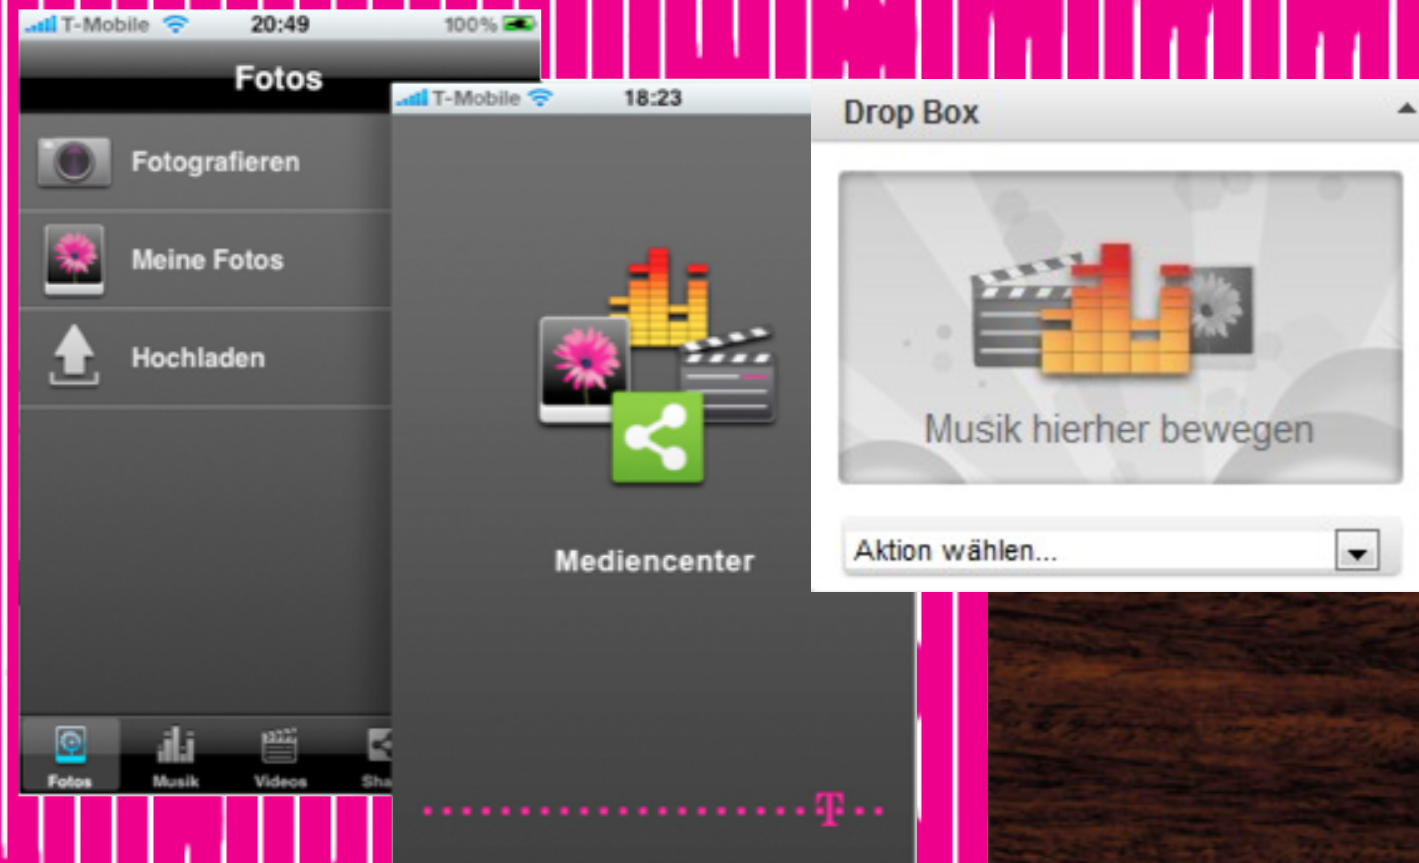 T-Mobile 20:49 100%
Fotos
Fotografieren
Meine Fotos
Hochladen
Fotos Musik Videos Sha
T-Mobile 18:23
Mediencenter
T
Drop Box
Musik hierher bewegen
Aktion wählen...